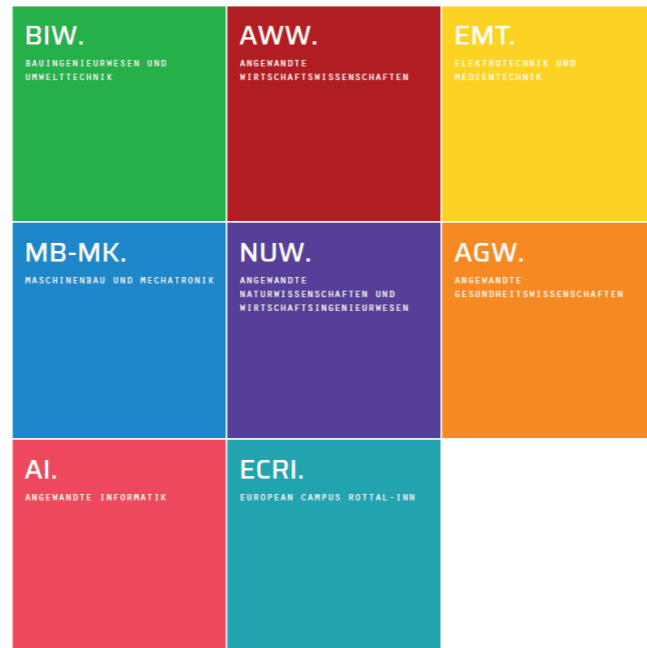 BIW.
BAUINGENIEURWESEN UND
UMWELTTECHNIK
AWW.
ANGEWANDTE
WIRTSCHAFTSWISSENSCHAFTEN
EMT.
ELEKTROTECHNIK UND
MEDIENTECHNIK
MB-MK.
MASCHINENBAU UND MECHATRONIK
NUW.
ANGEWANDTE
NATURWISSENSCHAFTEN UND
WIRTSCHAFTSINGENIEURWESEN
AGW.
ANGEWANDTE
GESUNDHEITSWISSENSCHAFTEN
AI.
ANGEWANDTE INFORMATIK
ECRI.
EUROPEAN CAMPUS ROTTAL-INN